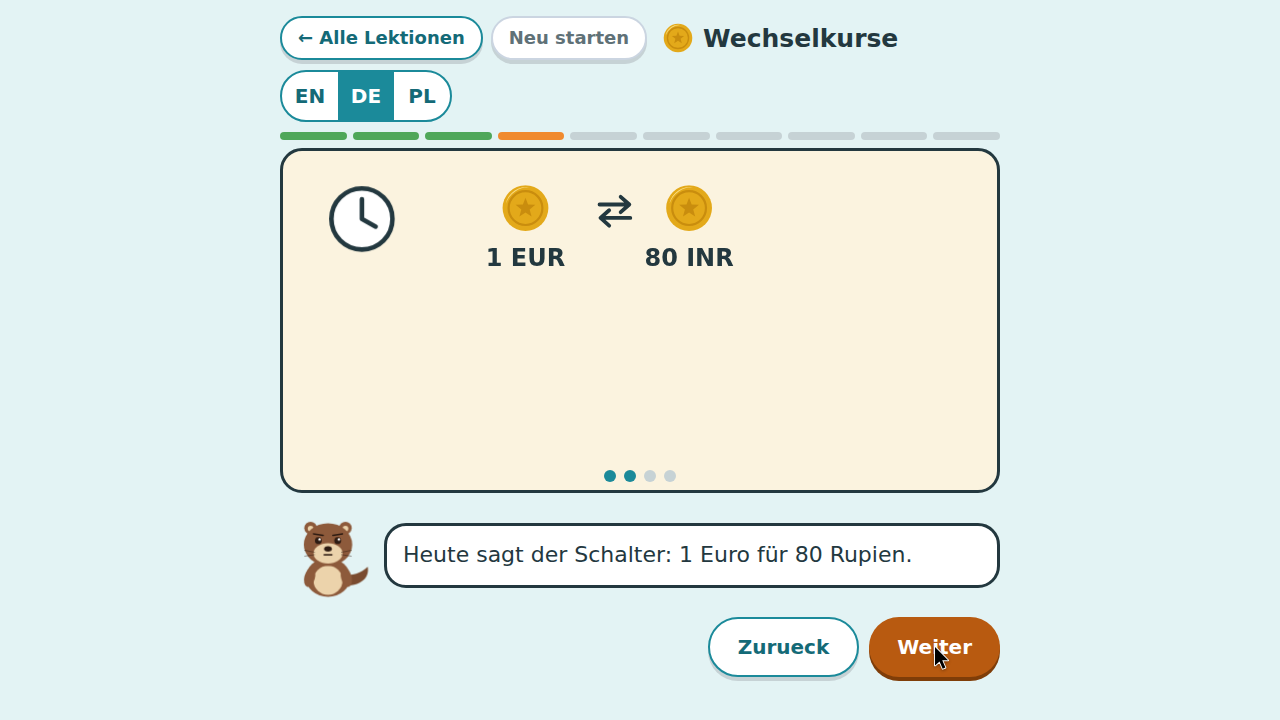 ← Alle Lektionen
Neu starten
Wechselkurse
EN DE PL
1 EUR
80 INR
Heute sagt der Schalter: 1 Euro für 80 Rupien.
Zurueck
Weiter